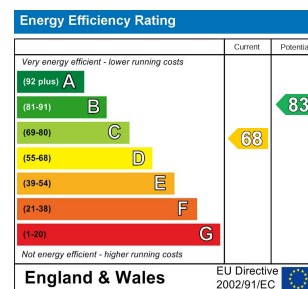 Energy Efficiency Rating
Current Potentia
Very energy efficient - lower running costs
(92 plus) A
(81-91) B
83
(69-80) C
68
(55-68) D
(39-54) E
(21-38) F
(1-20) G
Not energy efficient - higher running costs
England & Wales
EU Directive
2002/91/EC